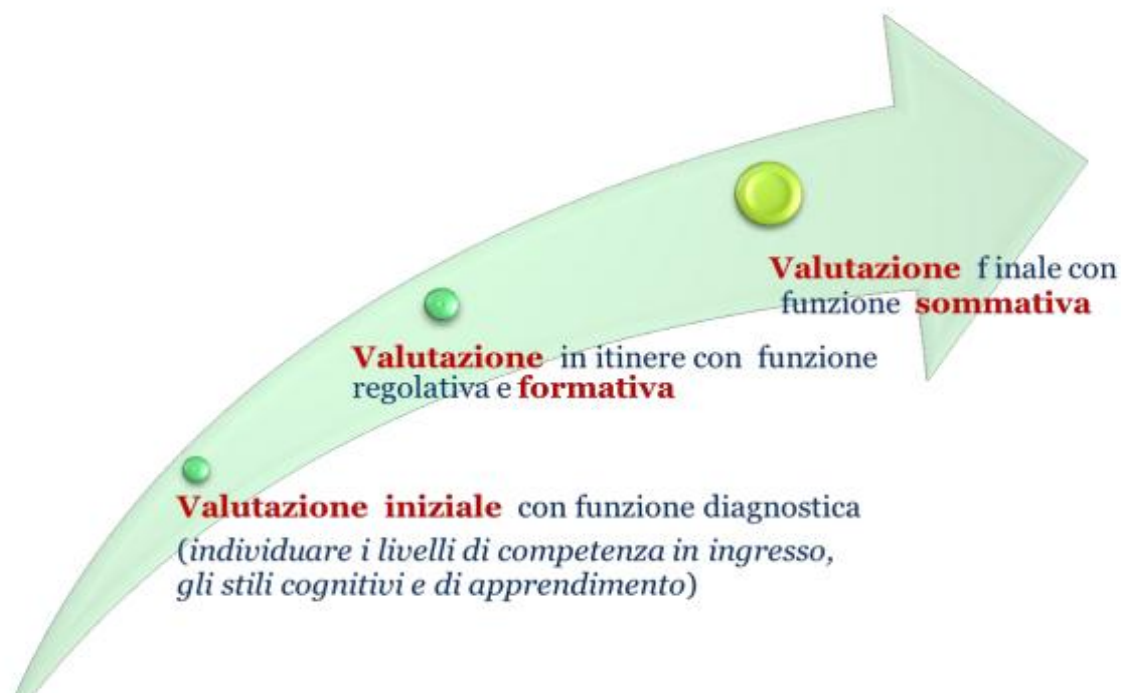 Valutazione f inale con
funzione sommativa
Valutazione in itinere con funzione
regolativa e formativa
Valutazione iniziale con funzione diagnostica
(individuare i livelli di competenza in ingresso,
gli stili cognitivi e di apprendimento)